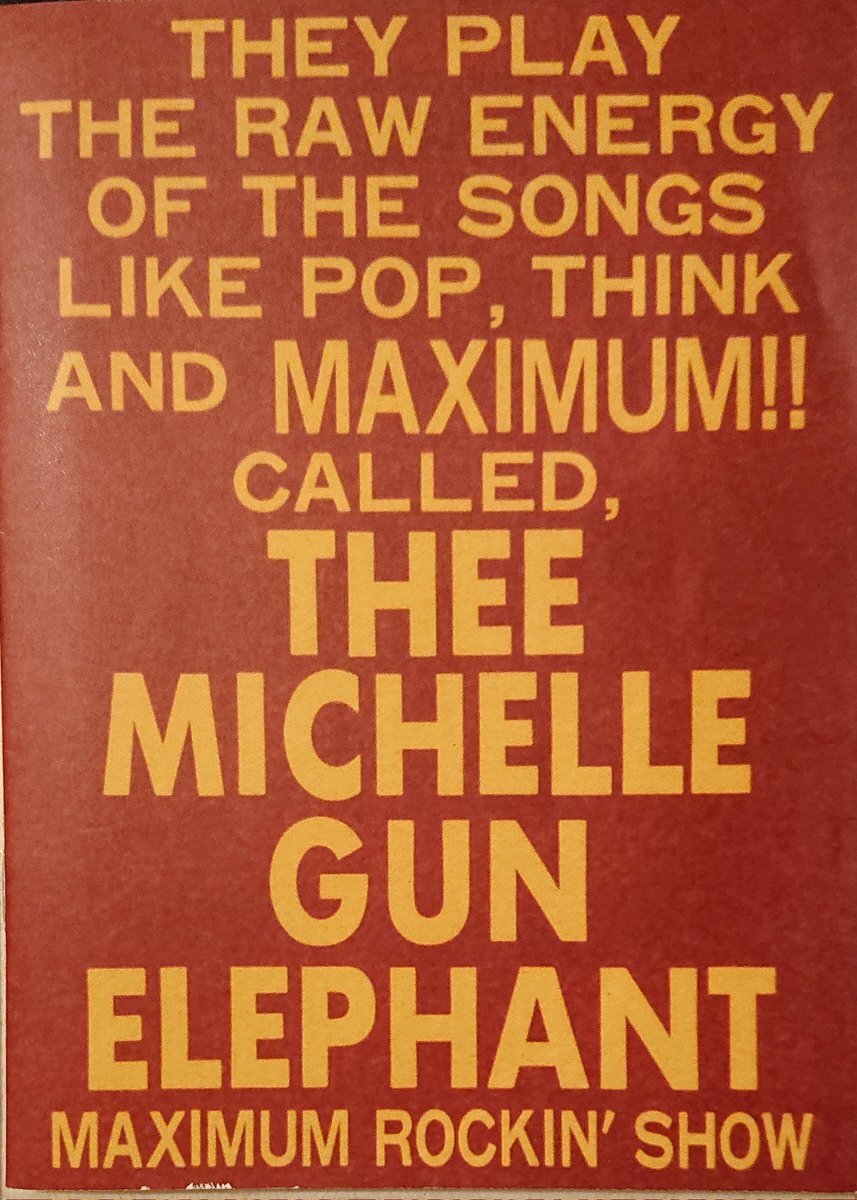 THEY PLAY
THE RAW ENERGY
OF THE SONGS
LIKE POP, THINK
AND MAXIMUM!!
CALLED,
THEE
MICHELLE
GUN
ELEPHANT
MAXIMUM ROCKIN' SHOW